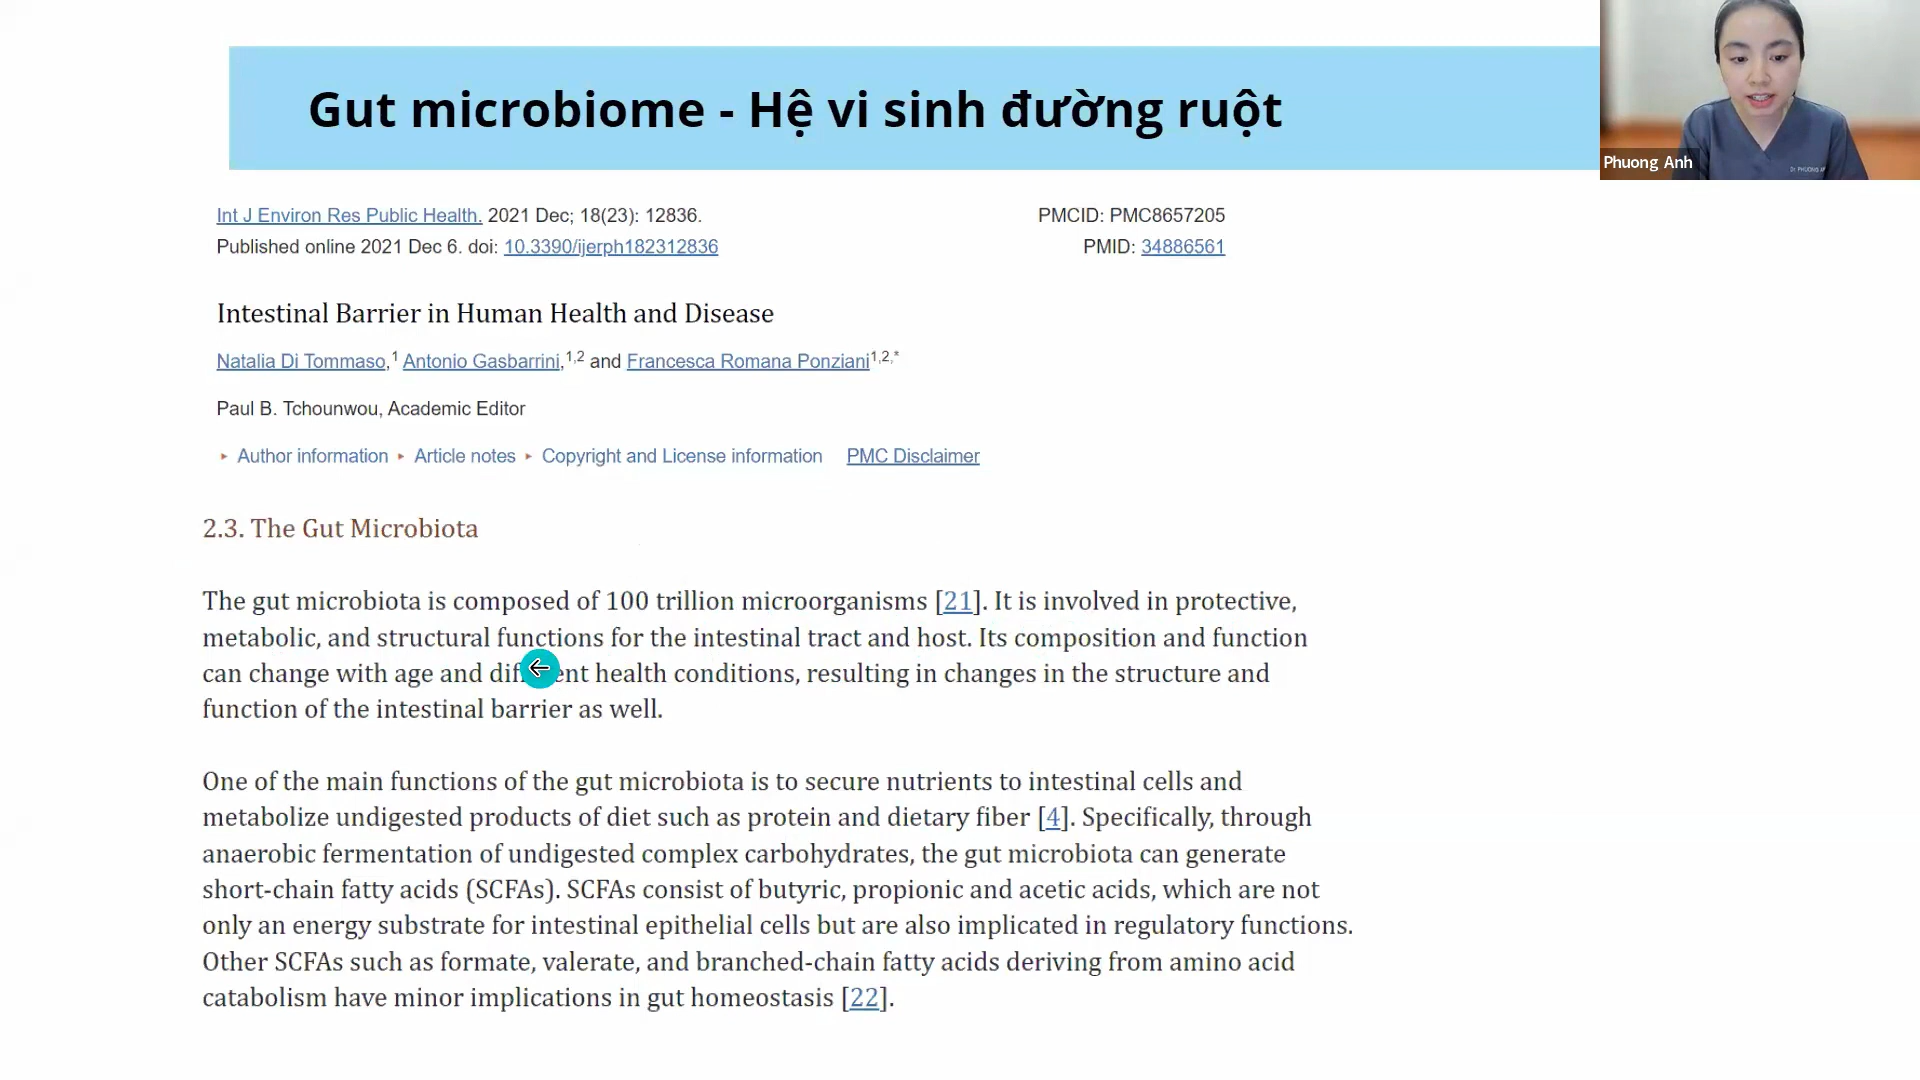 Gut microbiome - Hệ vi sinh đường ruột
Phuong Anh
Int J Environ Res Public Health. 2021 Dec; 18(23): 12836.
PMCID: PMC8657205
Published online 2021 Dec 6. doi: 10.3390/ijerph182312836
PMID: 34886561
Intestinal Barrier in Human Health and Disease
Natalia Di Tommaso,1 Antonio Gasbarrini,1,2 and Francesca Romana Ponziani1,2,*
Paul B. Tchounwou, Academic Editor
▸ Author information ▸ Article notes ▸ Copyright and License information PMC Disclaimer
2.3. The Gut Microbiota
The gut microbiota is composed of 100 trillion microorganisms [21]. It is involved in protective,
metabolic, and structural functions for the intestinal tract and host. Its composition and function
can change with age and health conditions, resulting in changes in the structure and
function of the intestinal barrier as well.
One of the main functions of the gut microbiota is to secure nutrients to intestinal cells and
metabolize undigested products of diet such as protein and dietary fiber [4]. Specifically, through
anaerobic fermentation of undigested complex carbohydrates, the gut microbiota can generate
short-chain fatty acids (SCFAs). SCFAs consist of butyric, propionic and acetic acids, which are not
only an energy substrate for intestinal epithelial cells but are also implicated in regulatory functions.
Other SCFAs such as formate, valerate, and branched-chain fatty acids deriving from amino acid
catabolism have minor implications in gut homeostasis [22].